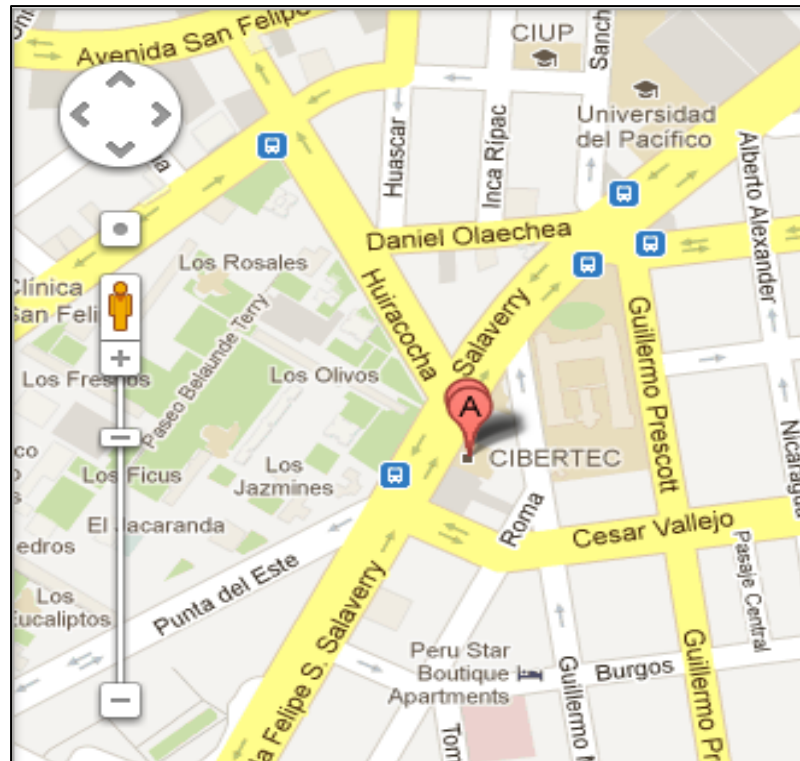 Avenida San Felipe
CIUP
Sanch
Universidad
del Pacífico
Huascar
Inca Rípac
Alberto Alexander
Daniel Olaechea
Los Rosales
Clinica
San Feli
Huiracocha
Salaverry
Paseo Belaunde Terry
Guillermo Prescott
Los Fresnos
Los Olivos
A
CIBERTEC
Nicaragua
Los Ficus
Los
Jazmines
El Jacaranda
Roma
Cesar Vallejo
edros
Pasaje Central
Los
Eucaliptos
Punta del Este
Peru Star
Boutique
Apartments
Burgos
Guillermo
Guillermo Pr
a Felipe S. Salaverry
Tom